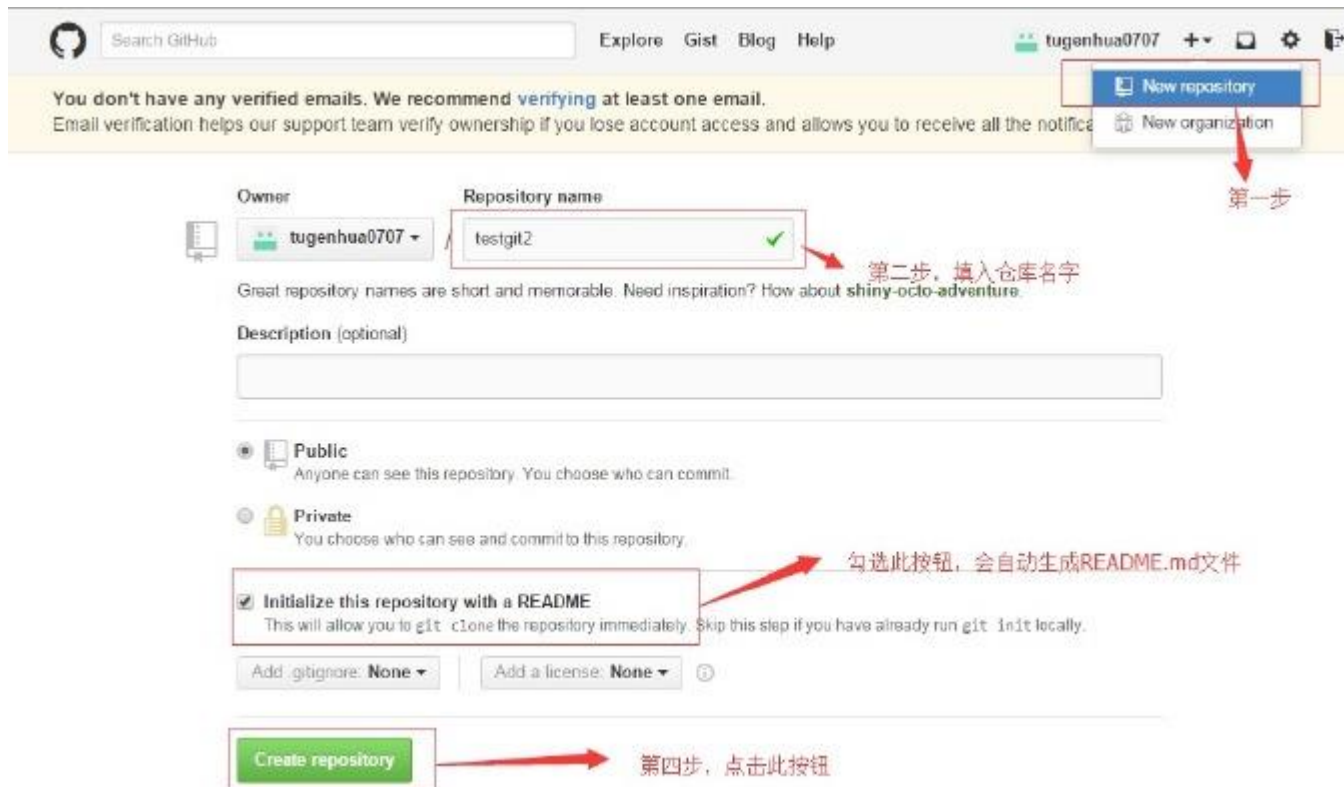 Search GitHub
Explore Gist Blog Help
tugenhua0707
New repository
New organization
You don't have any verified emails. We recommend verifying at least one email.
Email verification helps our support team verify ownership if you lose account access and allows you to receive all the notifica
第一步
Owner
Repository name
tugenhua0707 / testgit2
第二步，填入仓库名字
Great repository names are short and memorable. Need inspiration? How about shiny-octo-adventure.
Description (optional)
Public
Anyone can see this repository. You choose who can commit.
Private
You choose who can see and commit to this repository.
勾选此按钮，会自动生成README.md文件
Initialize this repository with a README
This will allow you to git clone the repository immediately. Skip this step if you have already run git init locally.
Add .gitignore: None
Add a license: None
Create repository
第四步，点击此按钮